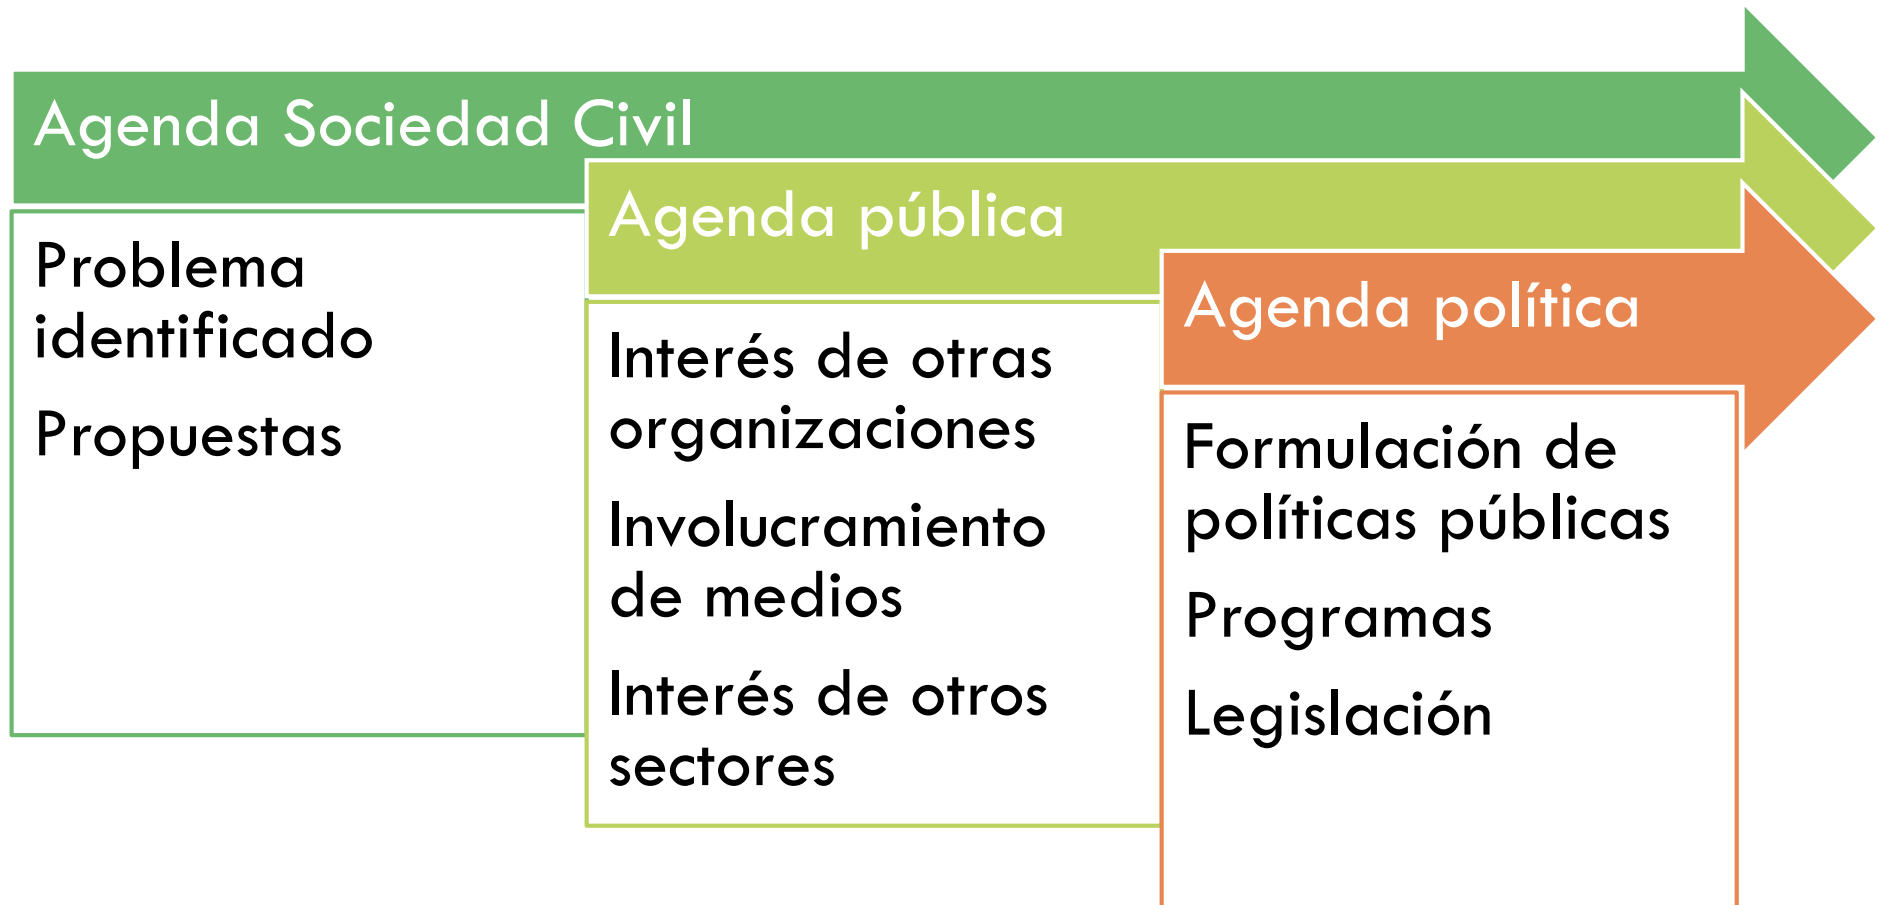 Agenda Sociedad Civil
Problema
identificado
Propuestas
Agenda pública
Interés de otras
organizaciones
Involucramiento
de medios
Interés de otros
sectores
Agenda política
Formulación de
políticas públicas
Programas
Legislación